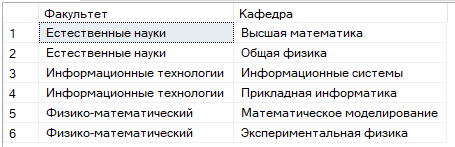 Факультет Кафедра
1 Естественные науки Высшая математика
2 Естественные науки Общая физика
3 Информационные технологии Информационные системы
4 Информационные технологии Прикладная информатика
5 Физико-математический Математическое моделирование
6 Физико-математический Экспериментальная физика